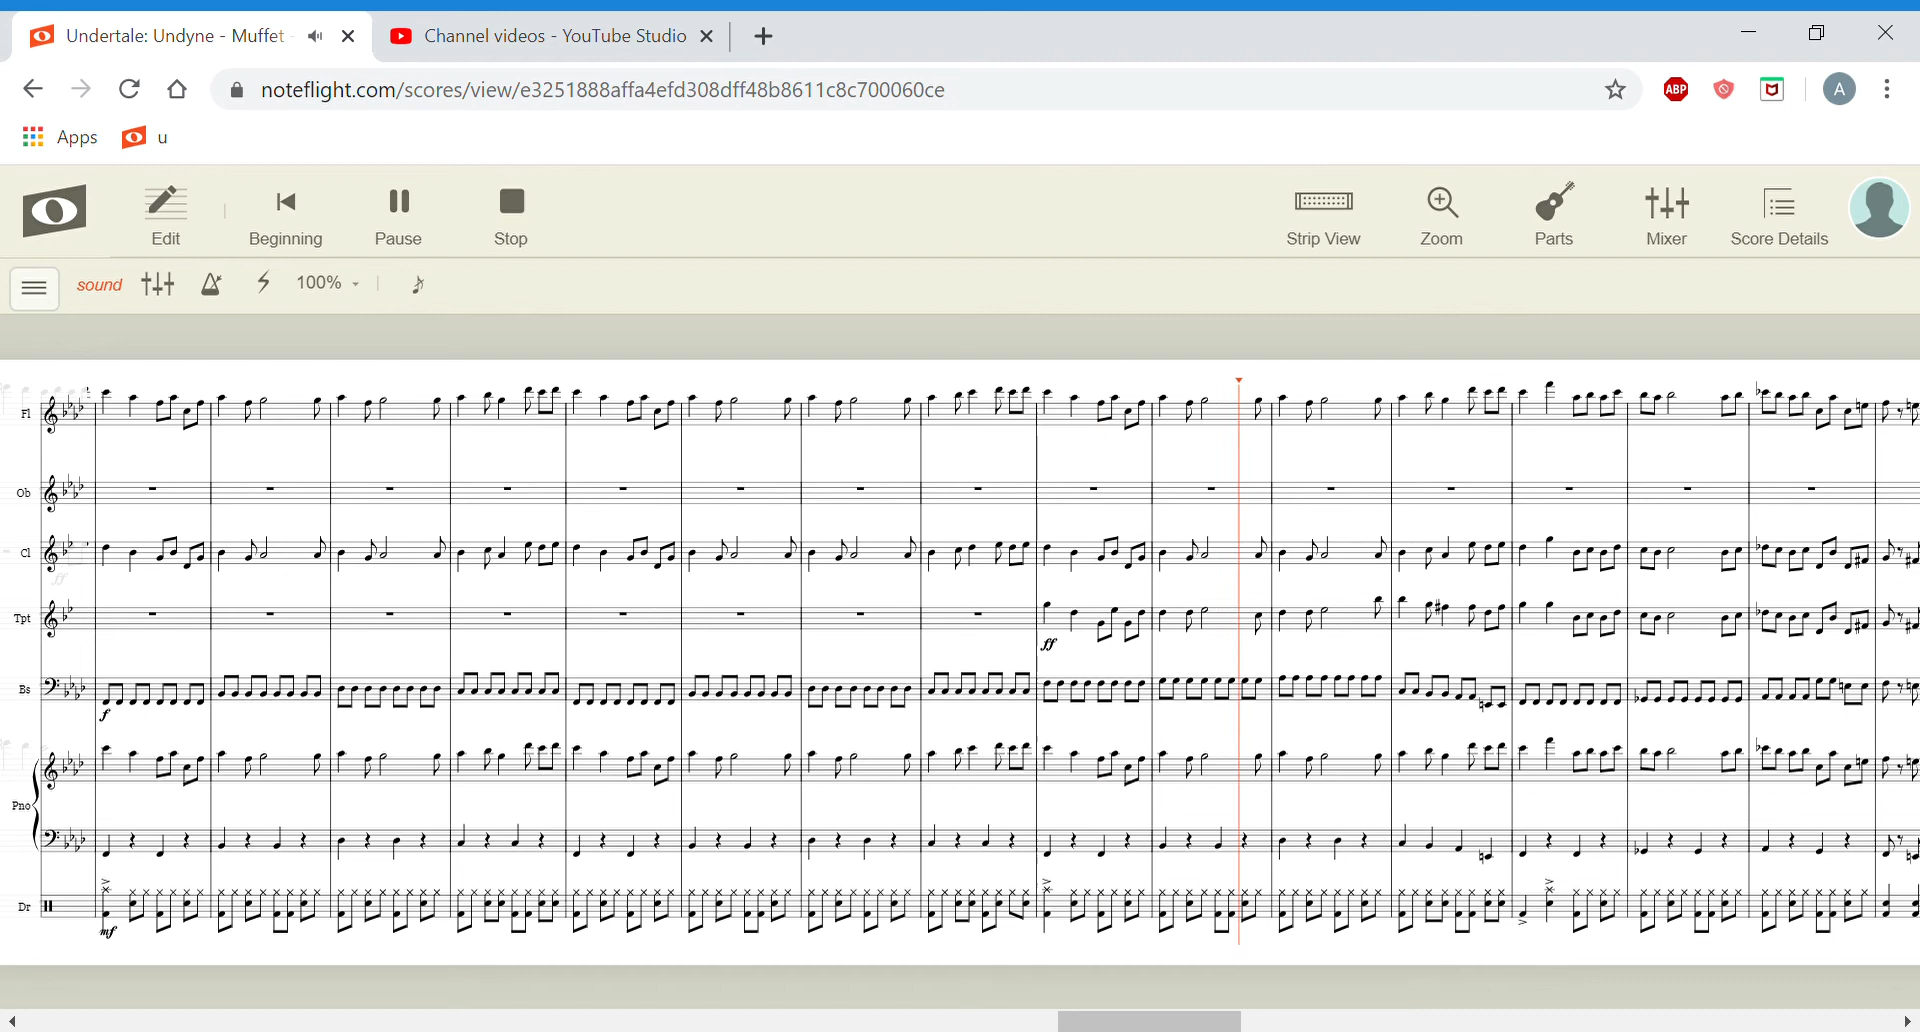 Undertale: Undyne - Muffet -
Channel videos - YouTube Studio
noteflight.com/scores/view/e3251888affa4efd308dff48b8611c8c700060ce
ABP
A
Apps
u
Edit
Beginning
Pause
Stop
Strip View
Zoom
Parts
Mixer
Score Details
sound
100%
Fl
Ob
Cl
ff
Tpt
ff
Bs
f
Pno
Dr
mf